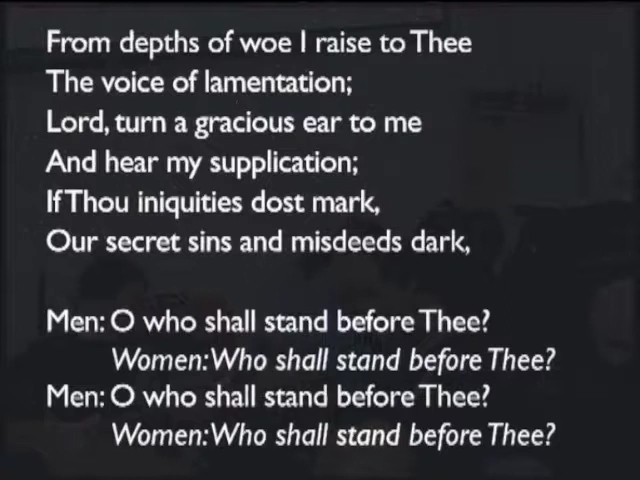 From depths of woe I raise to Thee
The voice of lamentation;
Lord, turn a gracious ear to me
And hear my supplication;
If Thou iniquities dost mark,
Our secret sins and misdeeds dark,
Men: O who shall stand before Thee?
Women: Who shall stand before Thee?
Men: O who shall stand before Thee?
Women: Who shall stand before Thee?